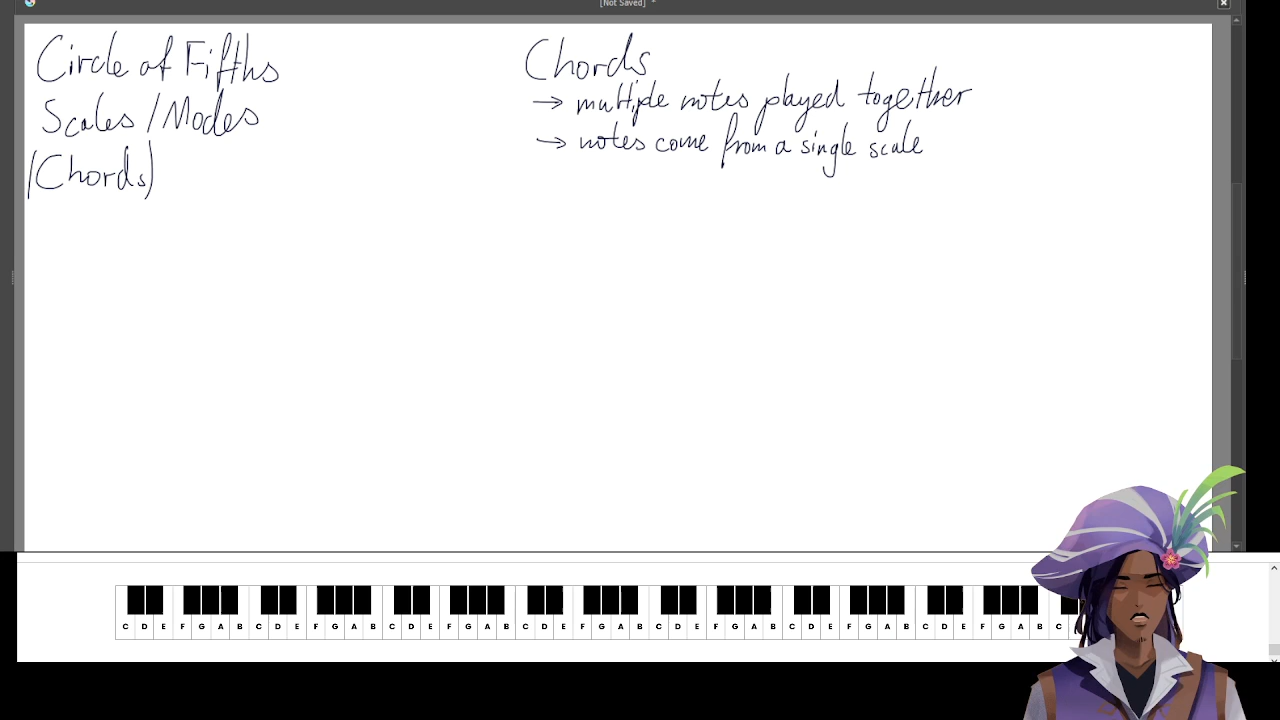 [Not Saved] *
Circle of Fifths
Scales/Modes
(Chords)
Chords
→ multiple notes played together
→ notes come from a single scale
C D E F G A B C D E F G A B C D E F G A B C D E F G A B C D E F G A B C D E F G A B C D E F G A B C